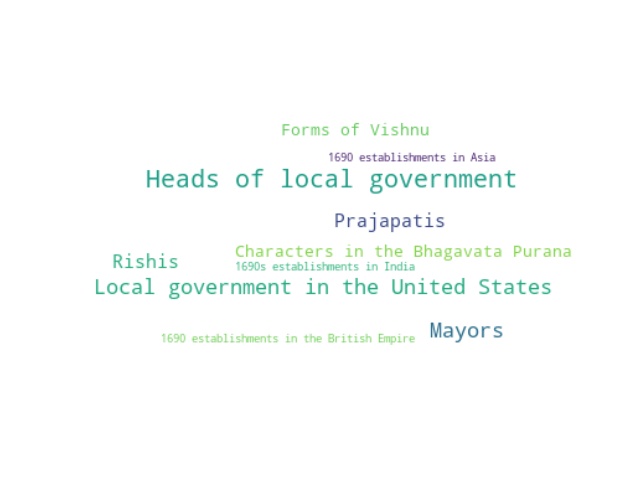 Forms of Vishnu
1690 establishments in Asia
Heads of local government
Prajapatis
Characters in the Bhagavata Purana
Rishis
1690s establishments in India
Local government in the United States
Mayors
1690 establishments in the British Empire